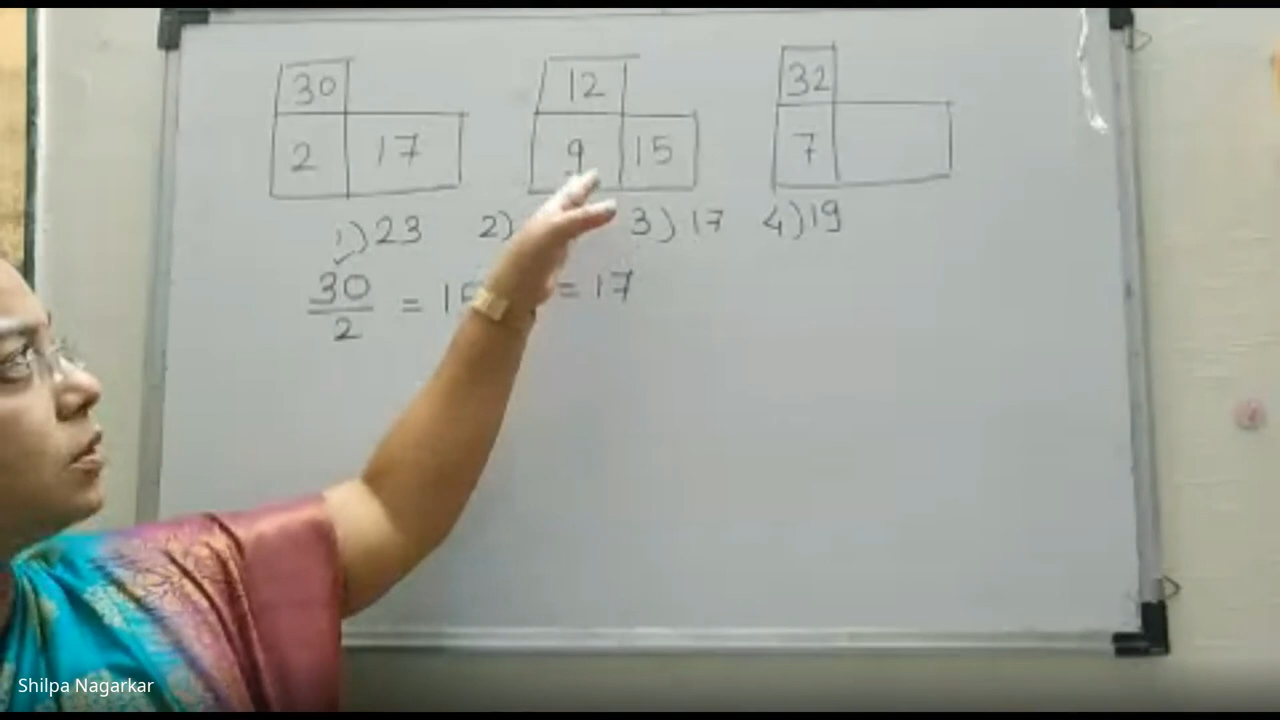 30 12 32
2 17 9 15 7
1) 23 2) 3) 17 4) 19
30
— = 1 = 17
2
Shilpa Nagarkar